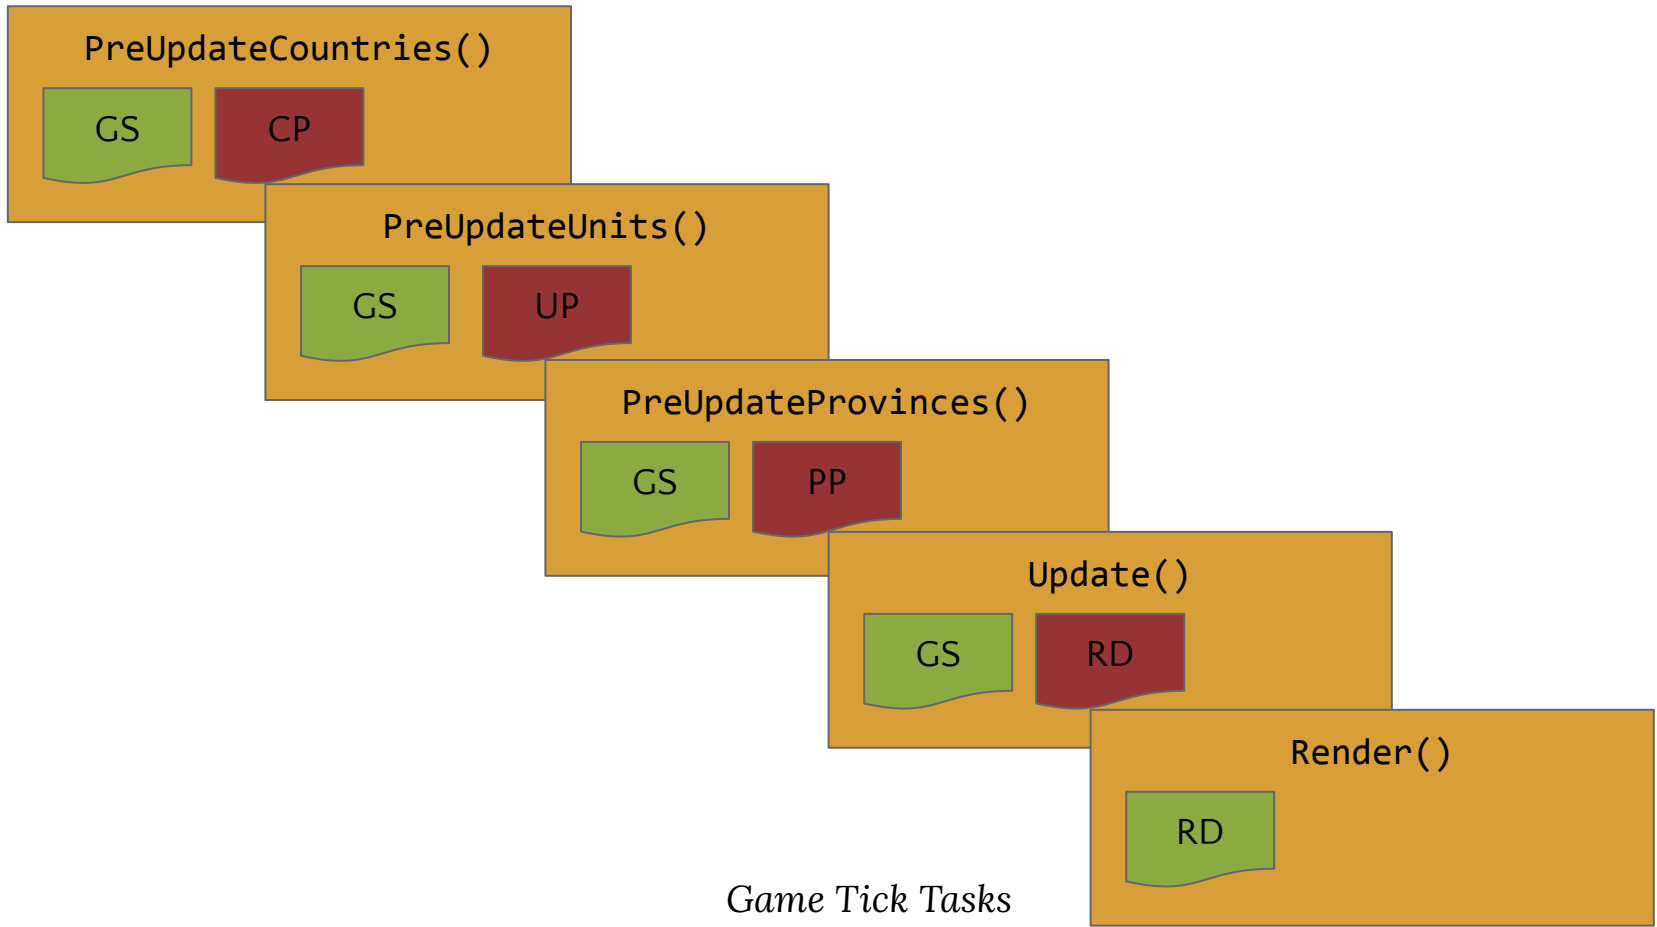 PreUpdateCountries()
GS CP
PreUpdateUnits()
GS UP
PreUpdateProvinces()
GS PP
Update()
GS RD
Render()
RD
Game Tick Tasks